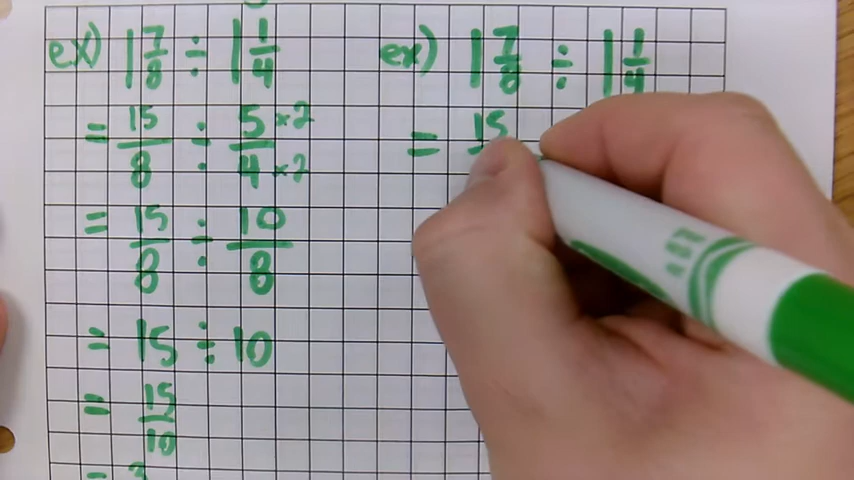 ex) 1 7/8 ÷ 1 1/4
= 15/8 ÷ 5/4 ×2 ×2
= 15/8 ÷ 10/8
= 15 ÷ 10
= 15/10
= 3
ex) 1 7/8 ÷ 1 1/4
= 15